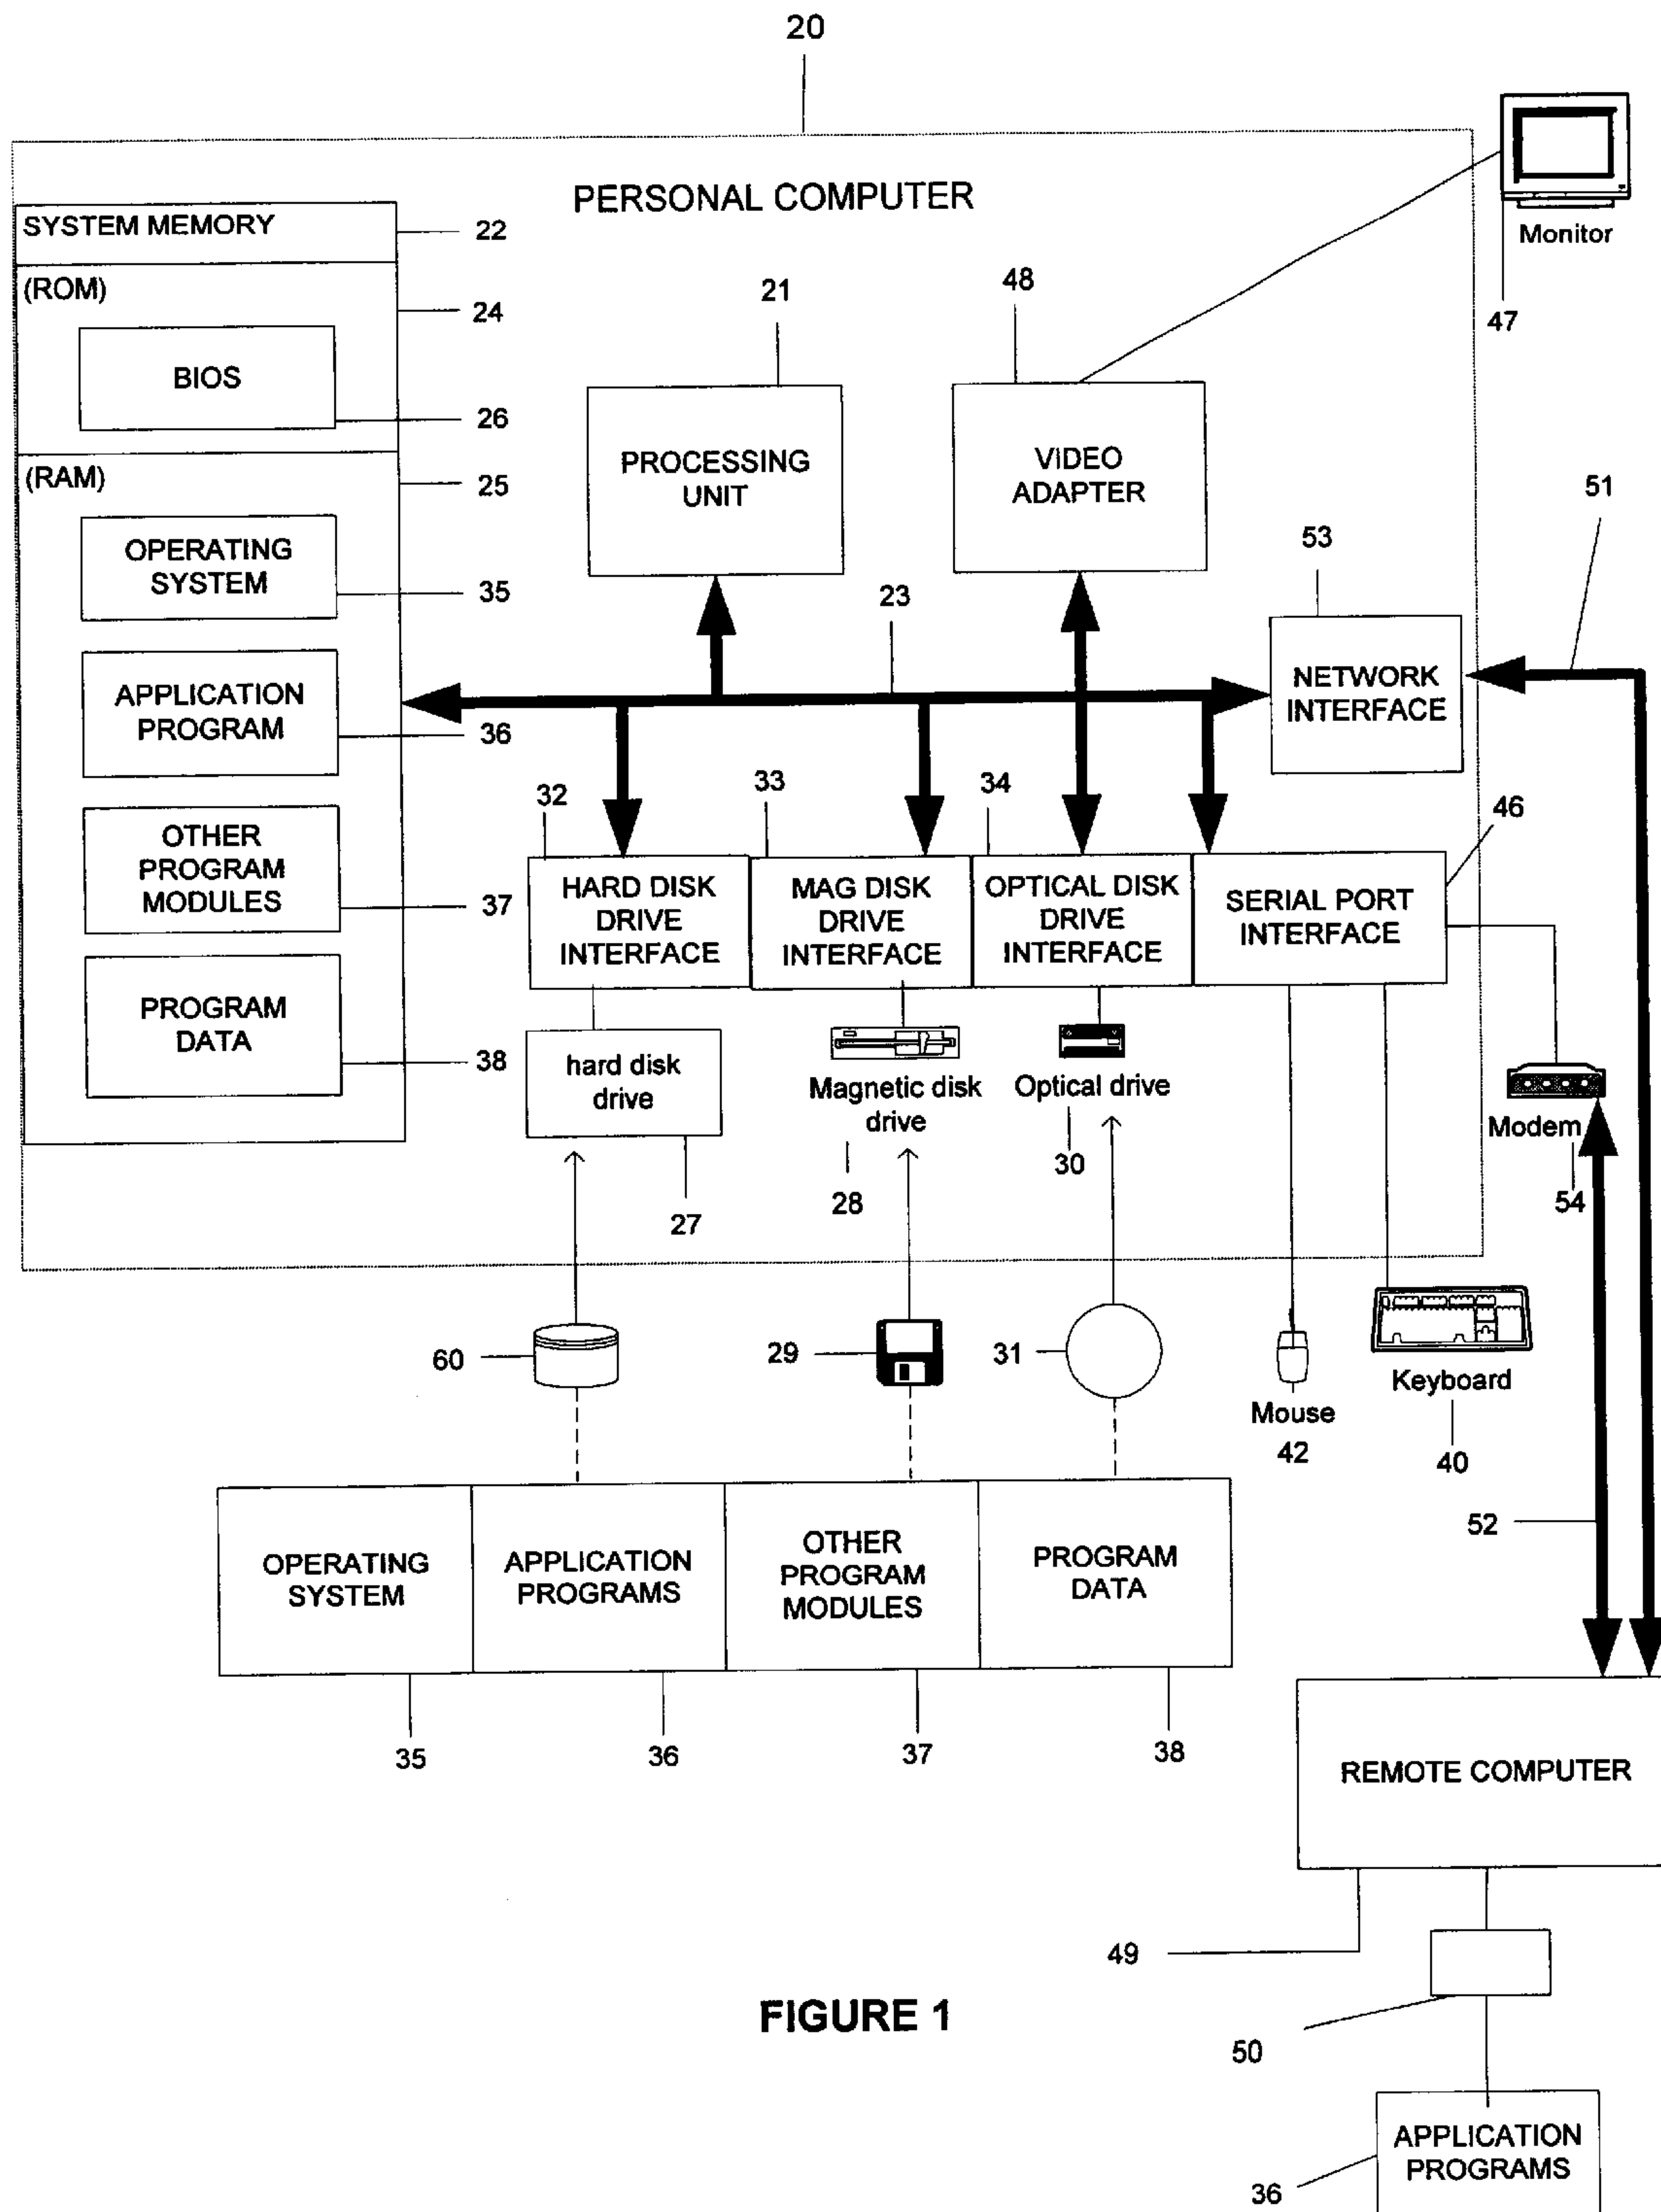 20
PERSONAL COMPUTER
Monitor
47
SYSTEM MEMORY
22
(ROM)
24
BIOS
26
(RAM)
25
OPERATING
SYSTEM
35
APPLICATION
PROGRAM
36
OTHER
PROGRAM
MODULES
37
PROGRAM
DATA
38
21
PROCESSING
UNIT
48
VIDEO
ADAPTER
23
53
NETWORK
INTERFACE
51
32
HARD DISK
DRIVE
INTERFACE
33
MAG DISK
DRIVE
INTERFACE
34
OPTICAL DISK
DRIVE
INTERFACE
46
SERIAL PORT
INTERFACE
hard disk
drive
27
Magnetic disk
drive
28
Optical drive
30
Modem
54
60
29
31
Mouse
42
Keyboard
40
52
OPERATING
SYSTEM
APPLICATION
PROGRAMS
OTHER
PROGRAM
MODULES
PROGRAM
DATA
35
36
37
38
REMOTE COMPUTER
49
50
FIGURE 1
APPLICATION
PROGRAMS
36